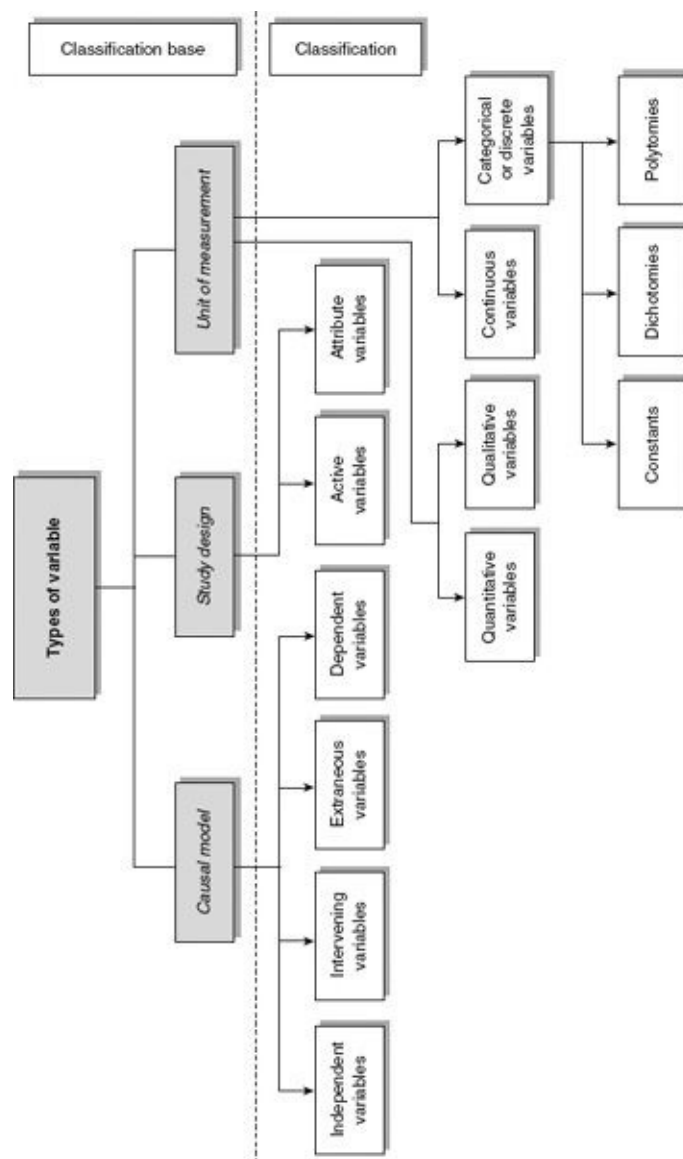 Types of variable
Classification base
Causal model
Study design
Unit of measurement
Classification
Independent
variables
Intervening
variables
Extraneous
variables
Dependent
variables
Active
variables
Attribute
variables
Quantitative
variables
Qualitative
variables
Continuous
variables
Categorical
or discrete
variables
Constants
Dichotomies
Polytomies